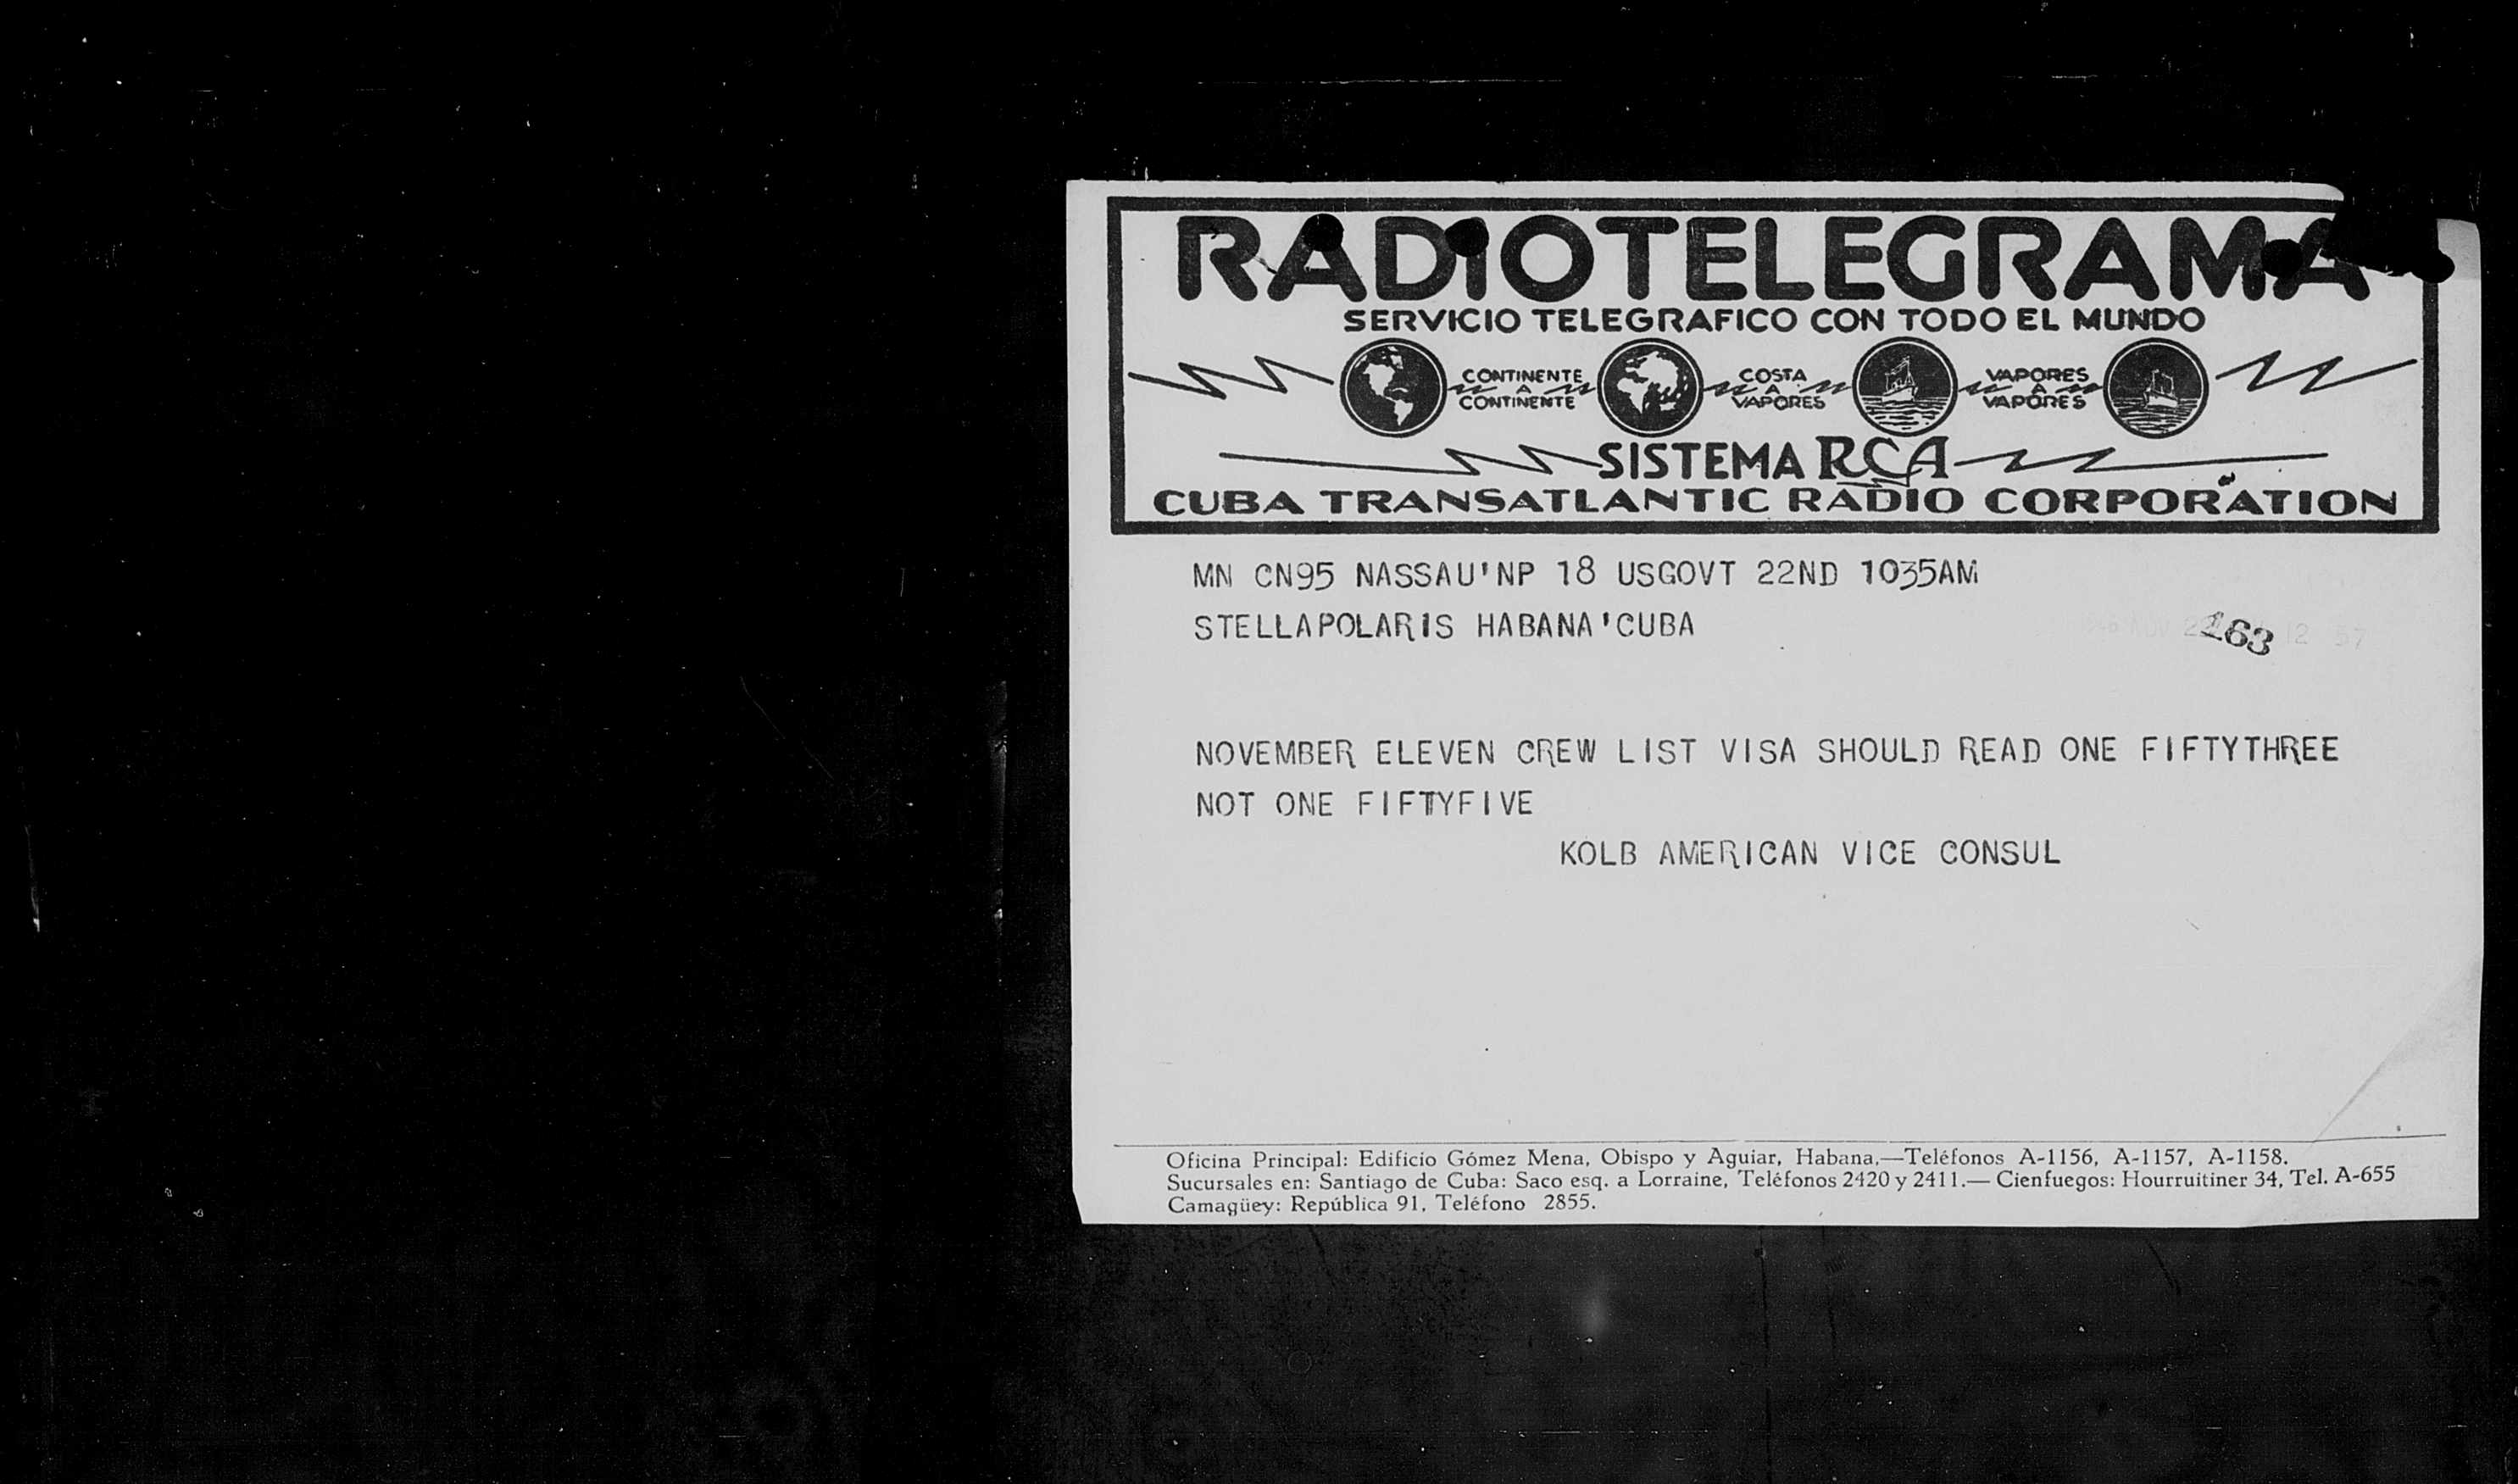 RADIOTELEGRAMA
SERVICIO TELEGRAFICO CON TODO EL MUNDO
CONTINENTE
A
CONTINENTE
COSTA
A
VAPORES
VAPORES
A
VAPORES
SISTEMA RCA
CUBA TRANSATLANTIC RADIO CORPORATION
MN CN95 NASSAU'NP 18 USGOVT 22ND 1035AM
STELLAPOLARIS HABANA'CUBA
163
12 57
NOVEMBER ELEVEN CREW LIST VISA SHOULD READ ONE FIFTYTHREE
NOT ONE FIFTYFIVE
KOLB AMERICAN VICE CONSUL
Oficina Principal: Edificio Gómez Mena, Obispo y Aguiar, Habana,—Teléfonos A-1156, A-1157, A-1158.
Sucursales en: Santiago de Cuba: Saco esq. a Lorraine, Teléfonos 2420 y 2411.— Cienfuegos: Hourruitiner 34, Tel. A-655
Camagüey: República 91, Teléfono 2855.